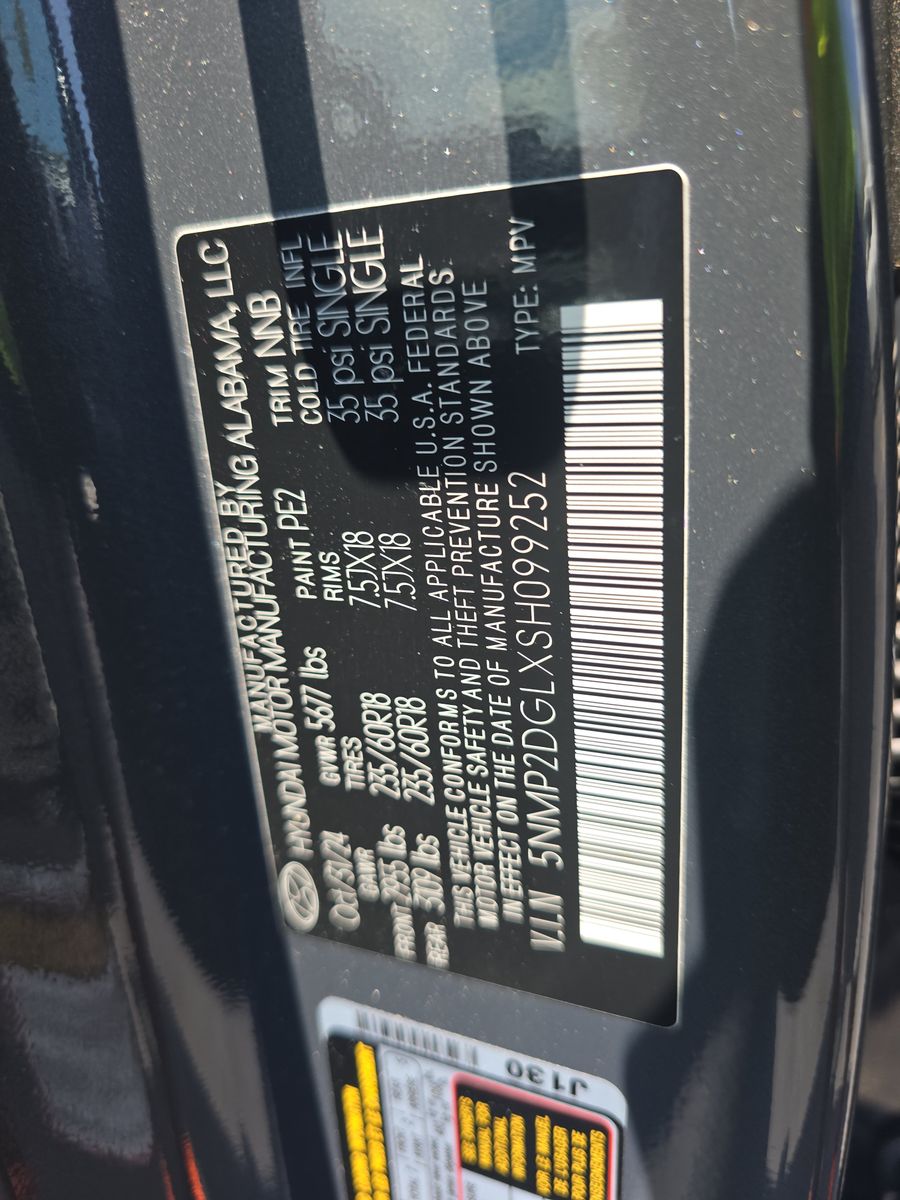 MANUFACTURED BY
HYUNDAI MOTOR MANUFACTURING ALABAMA, LLC
Oct/31/24 GVWR 5677 lbs PAINT PE2 TRIM NNB
GAWR TIRES RIMS COLD TIRE INFL
FRONT 2955 lbs 235/60R18 7.5JX18 35 psi SINGLE
REAR 3109 lbs 235/60R18 7.5JX18 35 psi SINGLE
THIS VEHICLE CONFORMS TO ALL APPLICABLE U.S.A. FEDERAL
MOTOR VEHICLE SAFETY AND THEFT PREVENTION STANDARDS
IN EFFECT ON THE DATE OF MANUFACTURE SHOWN ABOVE
V.I.N 5NMP2DGLXSH099252 TYPE: MPV
J130